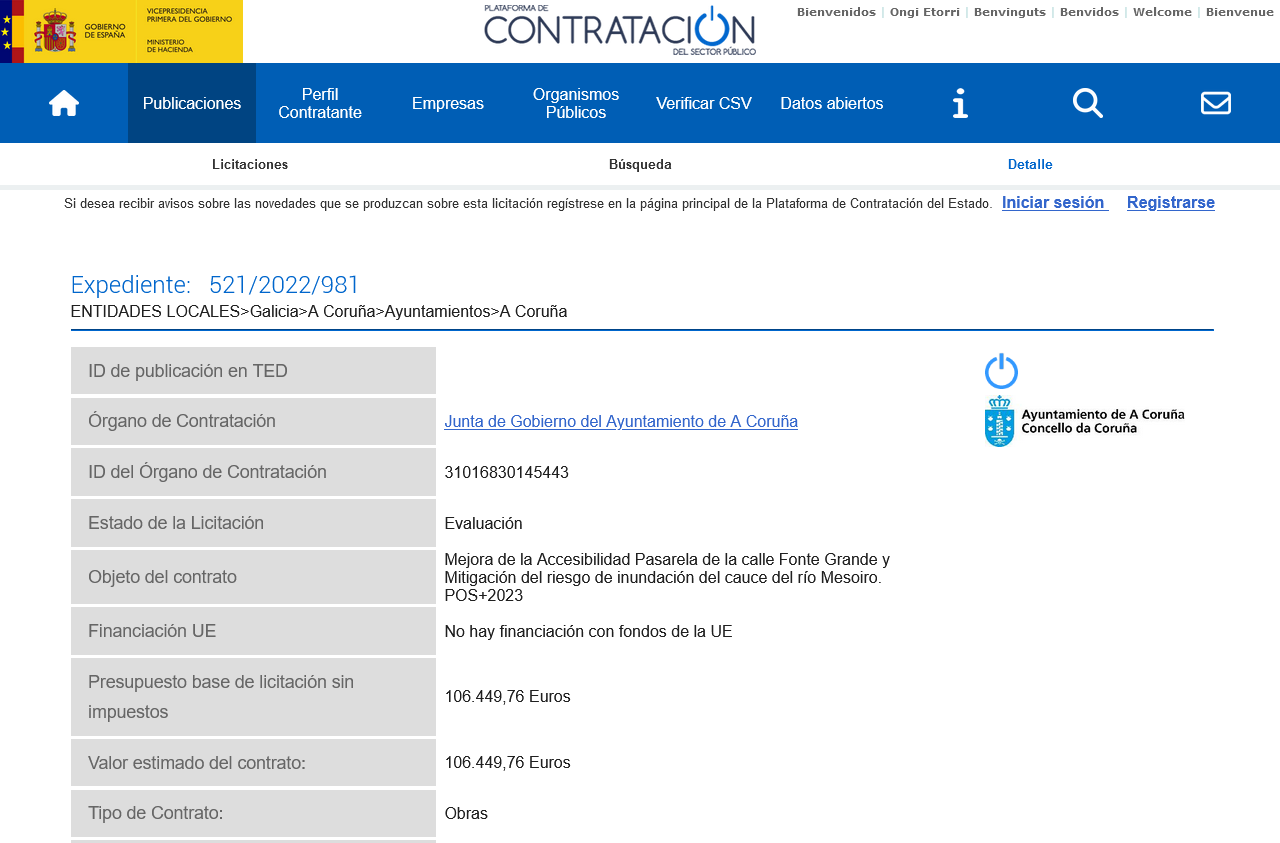 GOBIERNO
DE ESPAÑA
VICEPRESIDENCIA
PRIMERA DEL GOBIERNO
MINISTERIO
DE HACIENDA
PLATAFORMA DE
CONTRATACIÓN
DEL SECTOR PÚBLICO
Bienvenidos | Ongi Etorri | Benvinguts | Benvidos | Welcome | Bienvenue
Publicaciones
Perfil
Contratante
Empresas
Organismos
Públicos
Verificar CSV
Datos abiertos
Licitaciones
Búsqueda
Detalle
Si desea recibir avisos sobre las novedades que se produzcan sobre esta licitación regístrese en la página principal de la Plataforma de Contratación del Estado. Iniciar sesión Registrarse
Expediente: 521/2022/981
ENTIDADES LOCALES>Galicia>A Coruña>Ayuntamientos>A Coruña
ID de publicación en TED
Órgano de Contratación
Junta de Gobierno del Ayuntamiento de A Coruña
Ayuntamiento de A Coruña
Concello da Coruña
ID del Órgano de Contratación
31016830145443
Estado de la Licitación
Evaluación
Objeto del contrato
Mejora de la Accesibilidad Pasarela de la calle Fonte Grande y
Mitigación del riesgo de inundación del cauce del río Mesoiro.
POS+2023
Financiación UE
No hay financiación con fondos de la UE
Presupuesto base de licitación sin
impuestos
106.449,76 Euros
Valor estimado del contrato:
106.449,76 Euros
Tipo de Contrato:
Obras